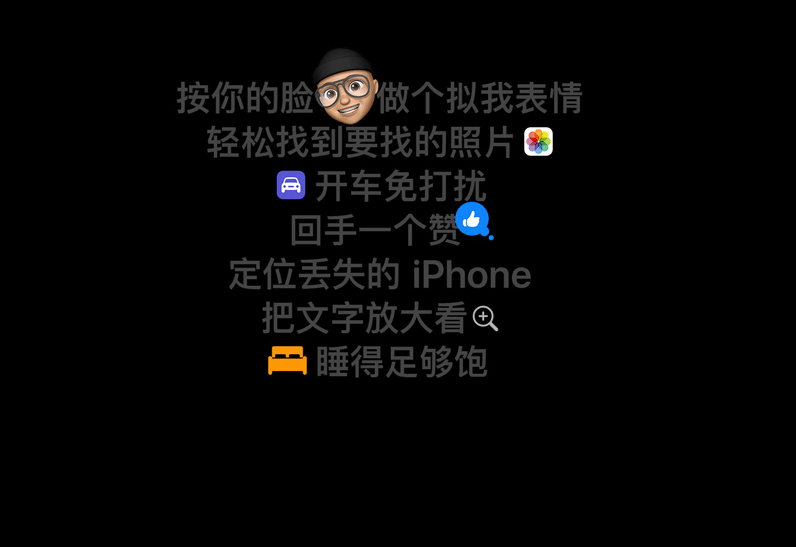 按你的脸做个拟我表情
轻松找到要找的照片
开车免打扰
回手一个赞
定位丢失的 iPhone
把文字放大看
睡得足够饱